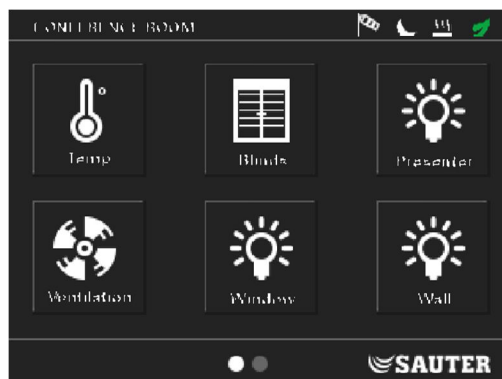 CONFERENCE ROOM
Temp
Blinds
Presenter
Ventilation
Window
Wall
SAUTER